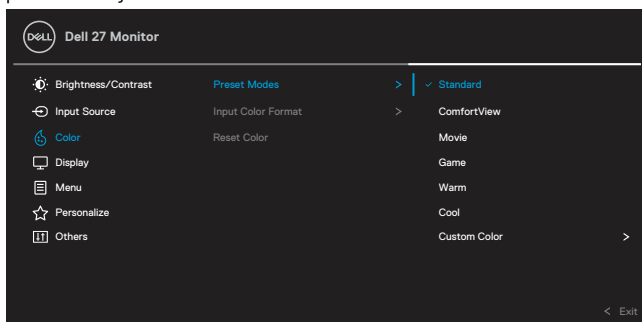 DELL Dell 27 Monitor
Brightness/Contrast Preset Modes > ✓ Standard
Input Source Input Color Format > ComfortView
Color Reset Color Movie
Display Game
Menu Warm
Personalize Cool
Others Custom Color >
< Exit